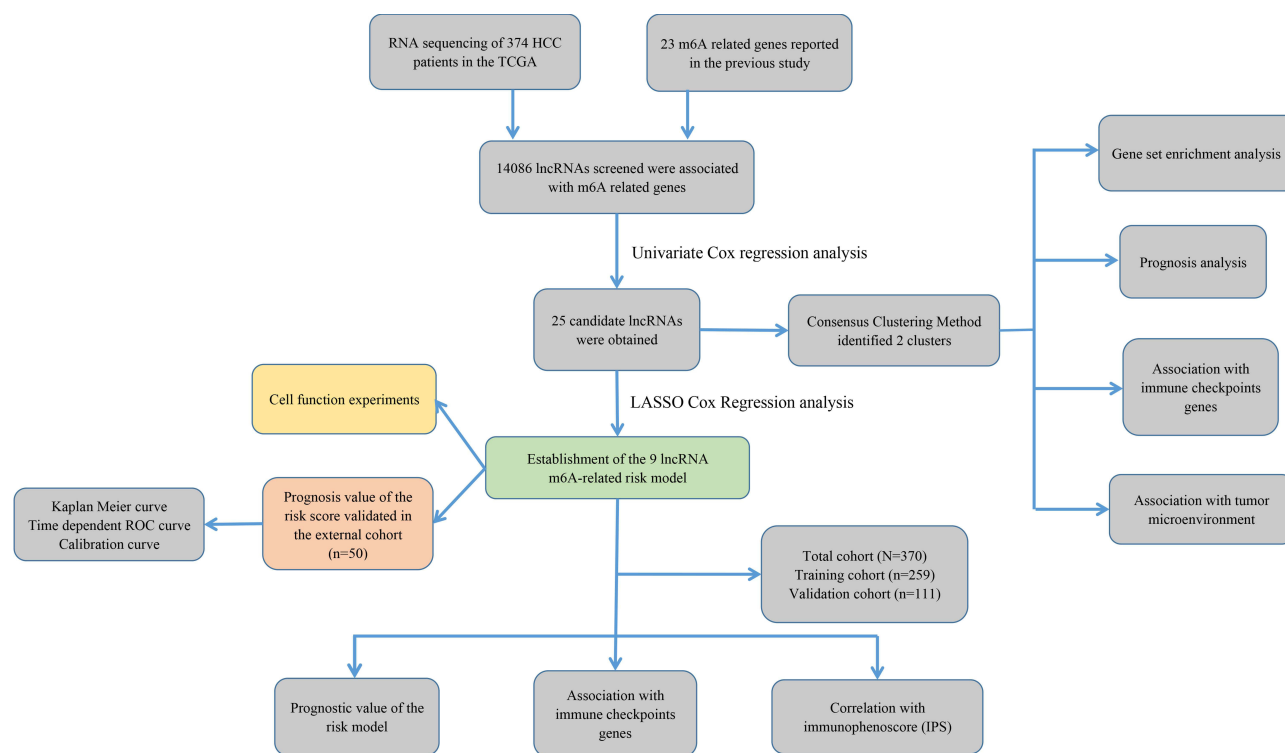 RNA sequencing of 374 HCC
patients in the TCGA
23 m6A related genes reported
in the previous study
14086 lncRNAs screened were associated
with m6A related genes
Univariate Cox regression analysis
25 candidate lncRNAs
were obtained
Consensus Clustering Method
identified 2 clusters
Gene set enrichment analysis
Prognosis analysis
Association with
immune checkpoints
genes
Association with tumor
microenvironment
LASSO Cox Regression analysis
Cell function experiments
Establishment of the 9 lncRNA
m6A-related risk model
Prognosis value of the
risk score validated in
the external cohort
(n=50)
Kaplan Meier curve
Time dependent ROC curve
Calibration curve
Total cohort (N=370)
Training cohort (n=259)
Validation cohort (n=111)
Prognostic value of the
risk model
Association with
immune checkpoints
genes
Correlation with
immunophenoscore (IPS)